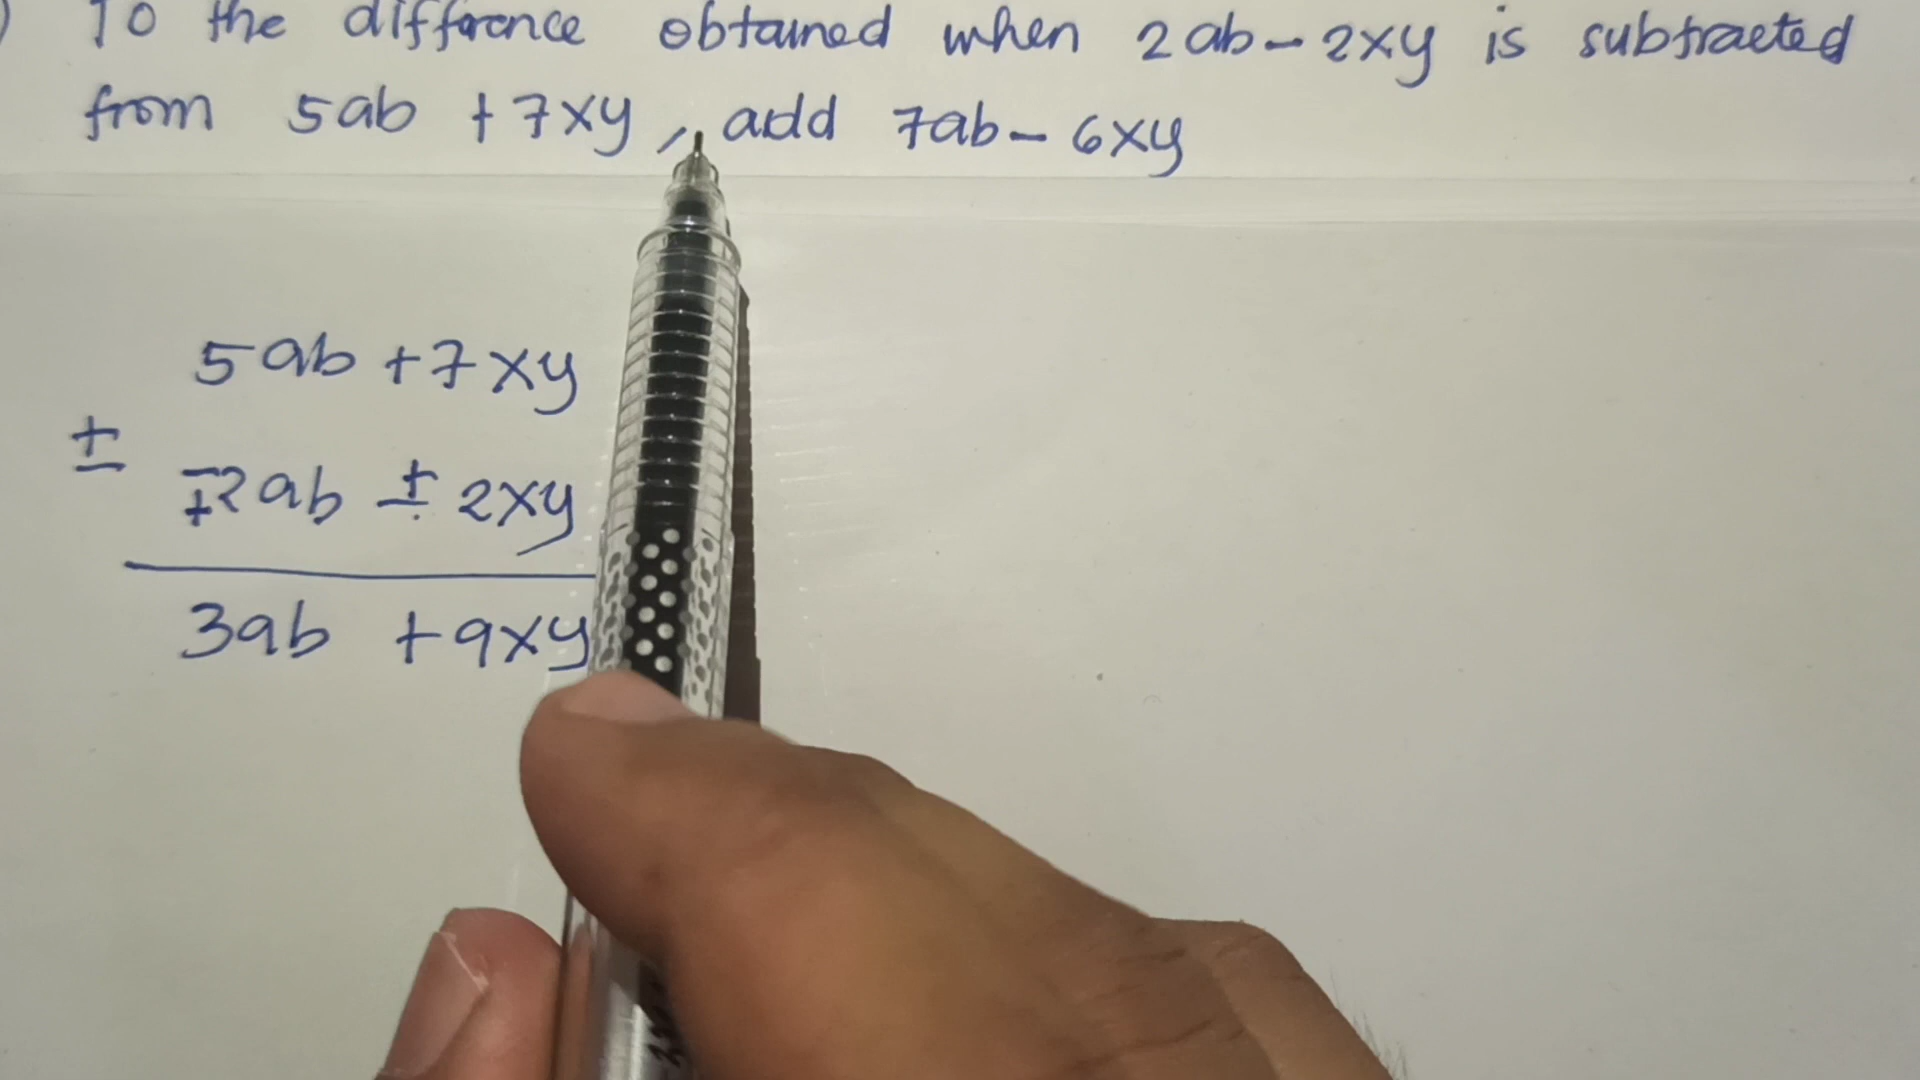 ) To the difference obtained when 2ab - 2xy is subtracted
from 5ab + 7xy, add 7ab - 6xy
5ab + 7xy
±
∓2ab ± 2xy
3ab + 9xy